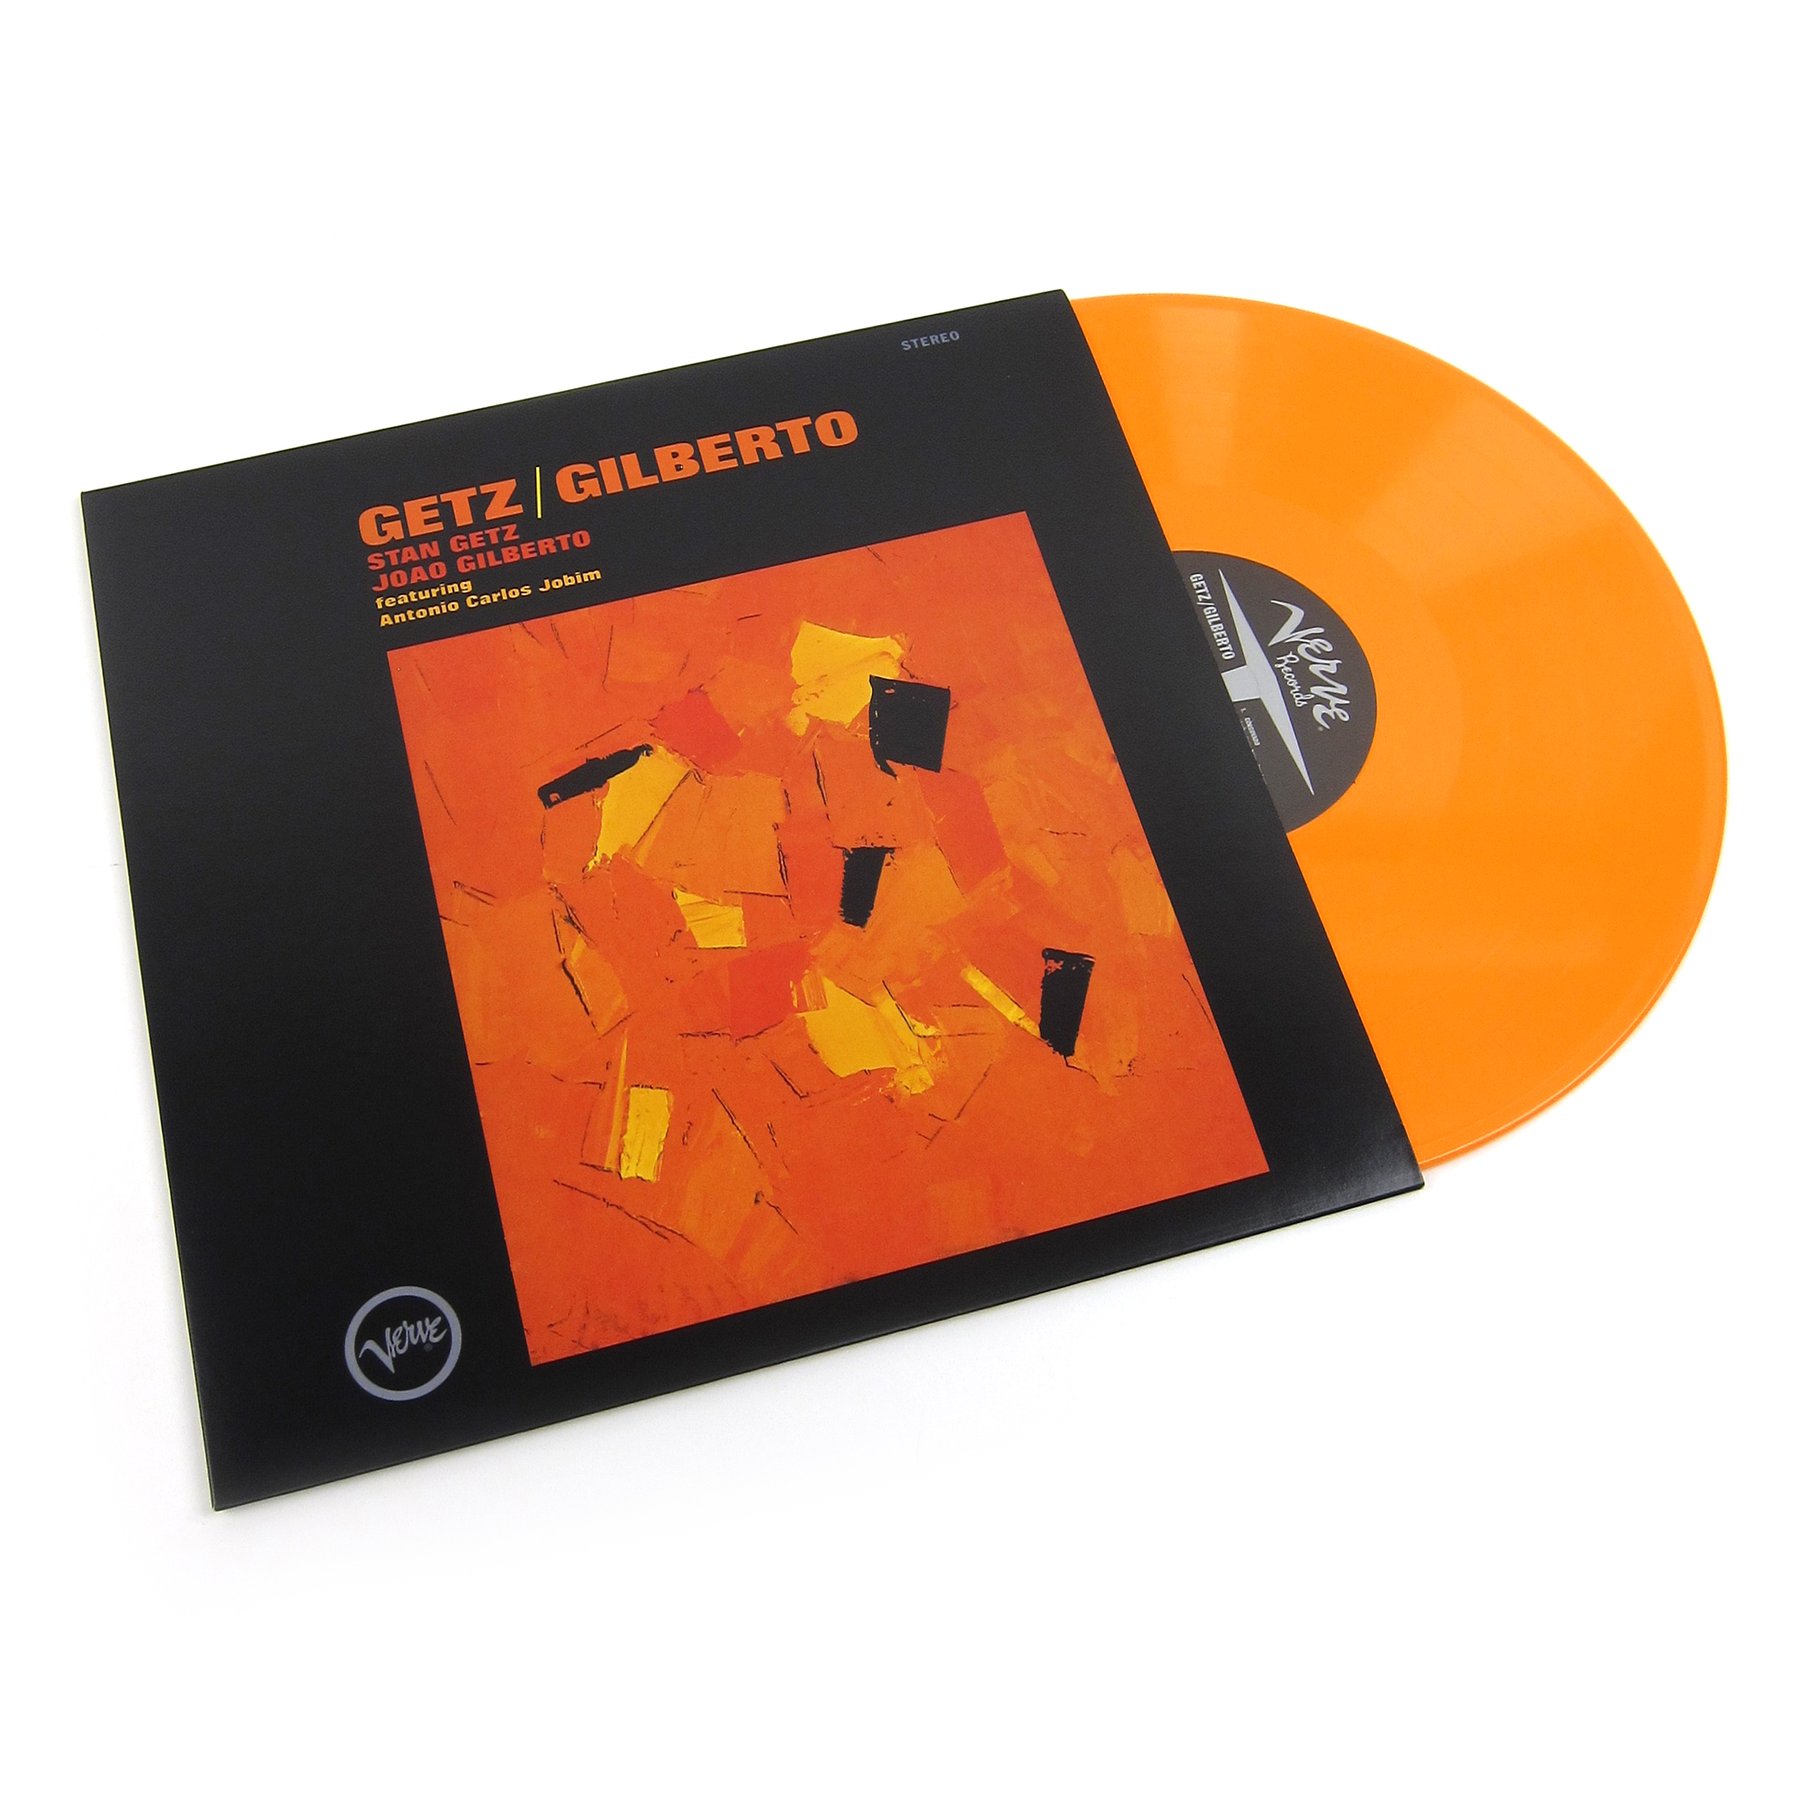 STEREO
GETZ/GILBERTO
STAN GETZ
JOAO GILBERTO
featuring
Antonio Carlos Jobim
VERVE
GETZ/GILBERTO
VERVE
Records